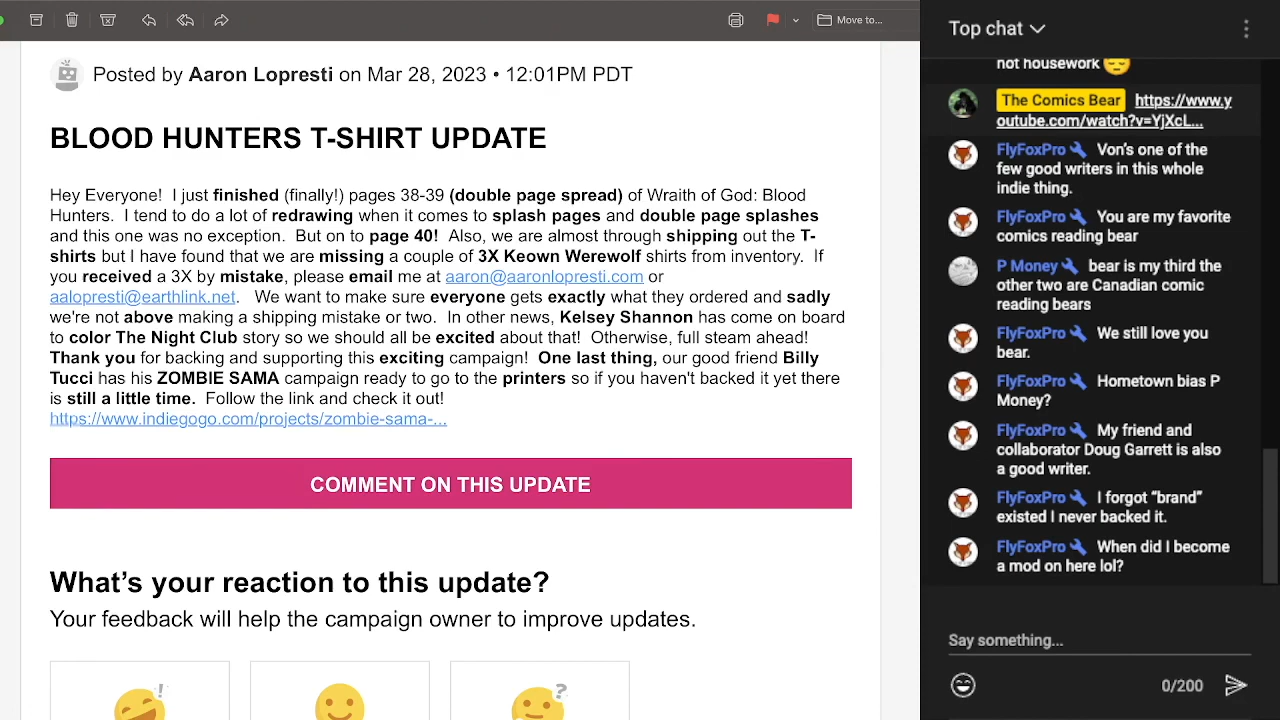 Move to...
Posted by Aaron Lopresti on Mar 28, 2023 • 12:01PM PDT
BLOOD HUNTERS T-SHIRT UPDATE
Hey Everyone!  I just finished (finally!) pages 38-39 (double page spread) of Wraith of God: Blood
Hunters.  I tend to do a lot of redrawing when it comes to splash pages and double page splashes
and this one was no exception.  But on to page 40!  Also, we are almost through shipping out the T-
shirts but I have found that we are missing a couple of 3X Keown Werewolf shirts from inventory.  If
you received a 3X by mistake, please email me at aaron@aaronlopresti.com or
aalopresti@earthlink.net.   We want to make sure everyone gets exactly what they ordered and sadly
we're not above making a shipping mistake or two.  In other news, Kelsey Shannon has come on board
to color The Night Club story so we should all be excited about that!  Otherwise, full steam ahead!
Thank you for backing and supporting this exciting campaign!  One last thing, our good friend Billy
Tucci has his ZOMBIE SAMA campaign ready to go to the printers so if you haven't backed it yet there
is still a little time.  Follow the link and check it out!
https://www.indiegogo.com/projects/zombie-sama-...
COMMENT ON THIS UPDATE
What's your reaction to this update?
Your feedback will help the campaign owner to improve updates.
Top chat
not housework
The Comics Bear https://www.y
outube.com/watch?v=YjXcL...
FlyFoxPro Von's one of the
few good writers in this whole
indie thing.
FlyFoxPro You are my favorite
comics reading bear
P Money bear is my third the
other two are Canadian comic
reading bears
FlyFoxPro We still love you
bear.
FlyFoxPro Hometown bias P
Money?
FlyFoxPro My friend and
collaborator Doug Garrett is also
a good writer.
FlyFoxPro I forgot “brand”
existed I never backed it.
FlyFoxPro When did I become
a mod on here lol?
Say something...
0/200